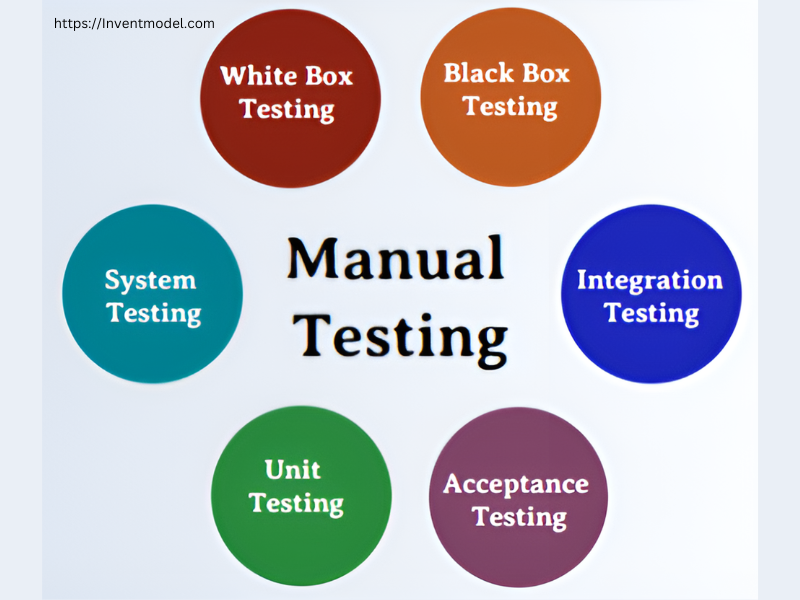 https://Inventmodel.com
White Box
Testing
Black Box
Testing
System
Testing
Manual
Testing
Integration
Testing
Unit
Testing
Acceptance
Testing